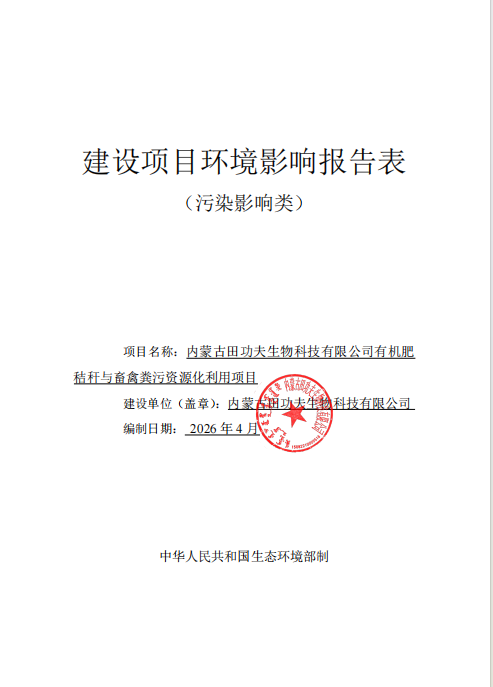 建设项目环境影响报告表
（污染影响类）
项目名称：内蒙古田功夫生物科技有限公司有机肥
秸秆与畜禽粪污资源化利用项目
建设单位（盖章）：内蒙古田功夫生物科技有限公司
编制日期： 2026 年 4 月
中华人民共和国生态环境部制